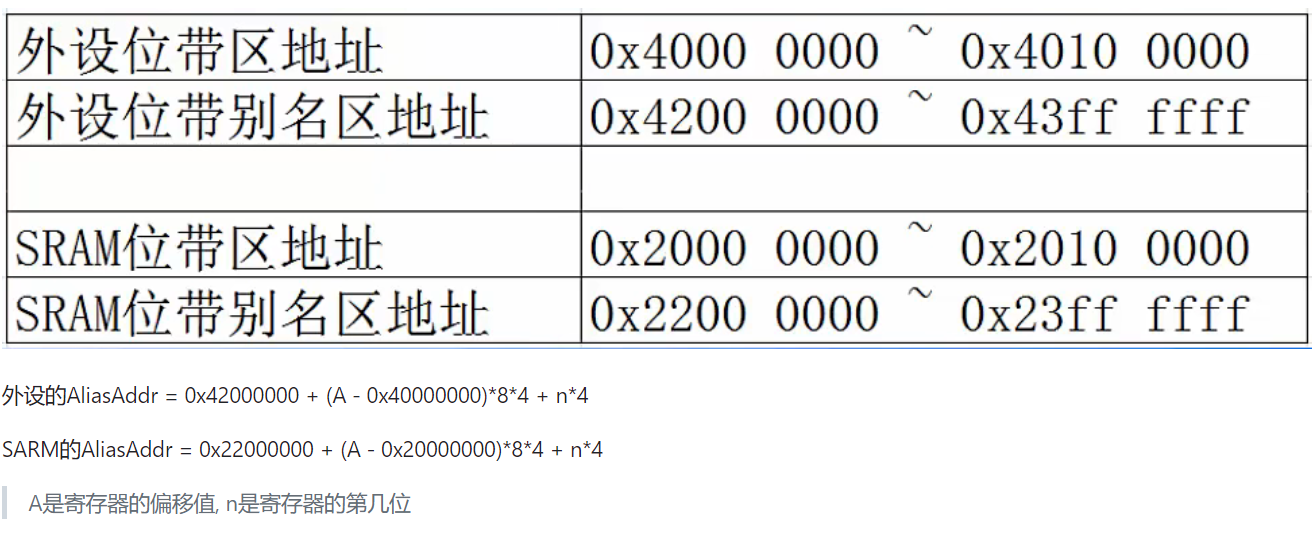 外设位带区地址 0x4000 0000 ~ 0x4010 0000
外设位带别名区地址 0x4200 0000 ~ 0x43ff ffff
SRAM位带区地址 0x2000 0000 ~ 0x2010 0000
SRAM位带别名区地址 0x2200 0000 ~ 0x23ff ffff
外设的AliasAddr = 0x42000000 + (A - 0x40000000)*8*4 + n*4
SARM的AliasAddr = 0x22000000 + (A - 0x20000000)*8*4 + n*4
A是寄存器的偏移值, n是寄存器的第几位